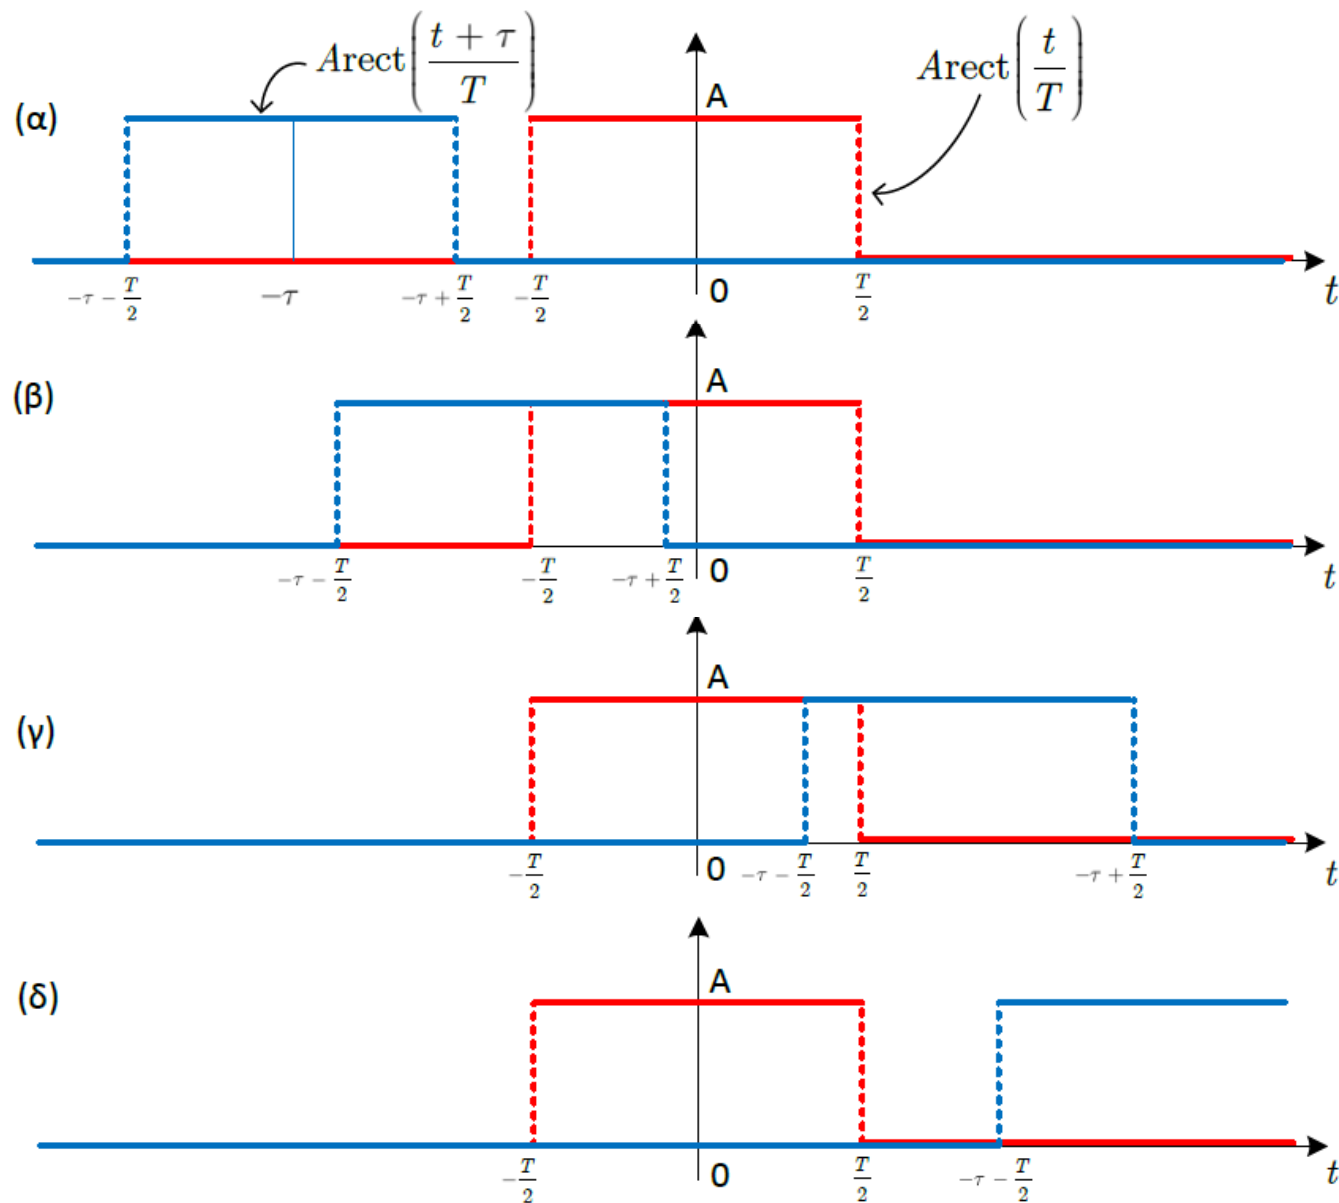 Arect((t + τ)/T)
Arect(t/T)
(α)
A
-τ - T/2
-τ
-τ + T/2
-T/2
0
T/2
t
(β)
A
-τ - T/2
-T/2
-τ + T/2
0
T/2
t
(γ)
A
-T/2
0
-τ - T/2
T/2
-τ + T/2
t
(δ)
A
-T/2
0
T/2
-τ - T/2
t